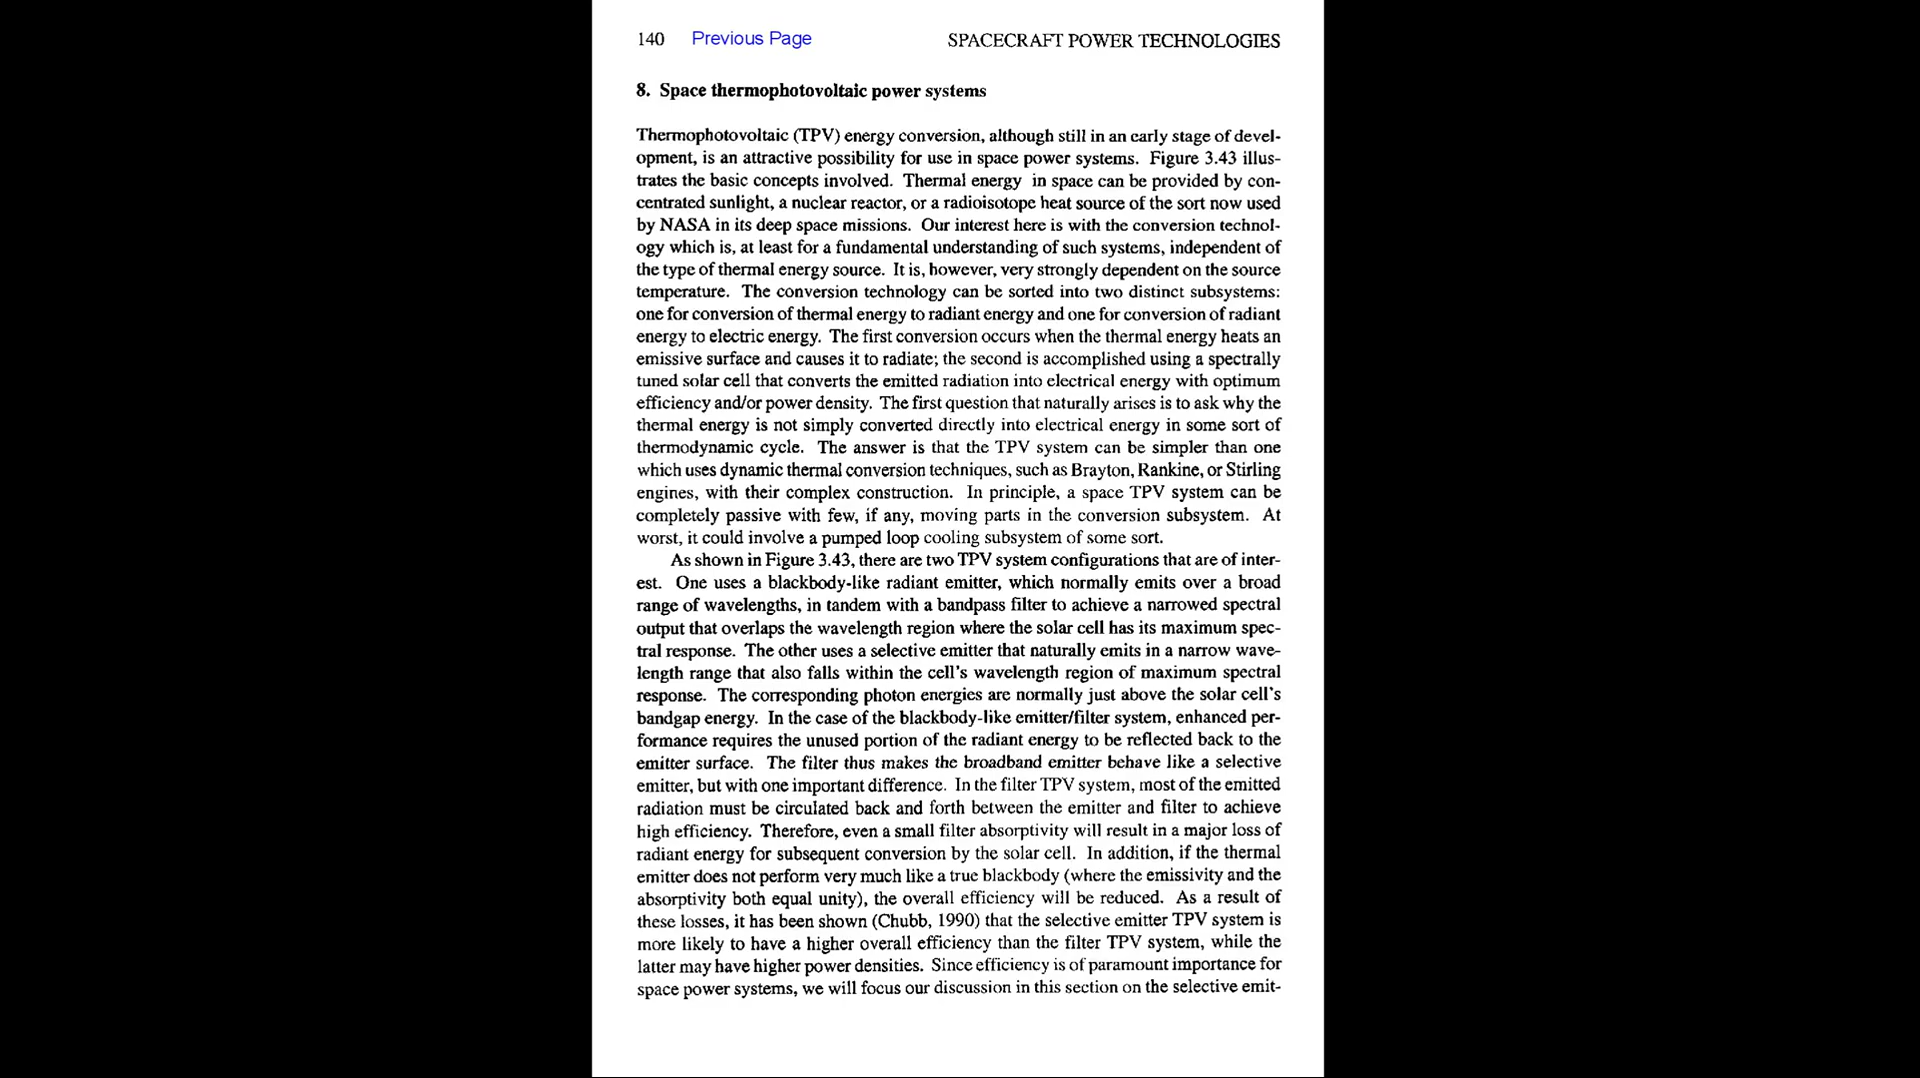 140 Previous Page SPACECRAFT POWER TECHNOLOGIES
8. Space thermophotovoltaic power systems
Thermophotovoltaic (TPV) energy conversion, although still in an early stage of devel-
opment, is an attractive possibility for use in space power systems. Figure 3.43 illus-
trates the basic concepts involved. Thermal energy in space can be provided by con-
centrated sunlight, a nuclear reactor, or a radioisotope heat source of the sort now used
by NASA in its deep space missions. Our interest here is with the conversion technol-
ogy which is, at least for a fundamental understanding of such systems, independent of
the type of thermal energy source. It is, however, very strongly dependent on the source
temperature. The conversion technology can be sorted into two distinct subsystems:
one for conversion of thermal energy to radiant energy and one for conversion of radiant
energy to electric energy. The first conversion occurs when the thermal energy heats an
emissive surface and causes it to radiate; the second is accomplished using a spectrally
tuned solar cell that converts the emitted radiation into electrical energy with optimum
efficiency and/or power density. The first question that naturally arises is to ask why the
thermal energy is not simply converted directly into electrical energy in some sort of
thermodynamic cycle. The answer is that the TPV system can be simpler than one
which uses dynamic thermal conversion techniques, such as Brayton, Rankine, or Stirling
engines, with their complex construction. In principle, a space TPV system can be
completely passive with few, if any, moving parts in the conversion subsystem. At
worst, it could involve a pumped loop cooling subsystem of some sort.
As shown in Figure 3.43, there are two TPV system configurations that are of inter-
est. One uses a blackbody-like radiant emitter, which normally emits over a broad
range of wavelengths, in tandem with a bandpass filter to achieve a narrowed spectral
output that overlaps the wavelength region where the solar cell has its maximum spec-
tral response. The other uses a selective emitter that naturally emits in a narrow wave-
length range that also falls within the cell's wavelength region of maximum spectral
response. The corresponding photon energies are normally just above the solar cell's
bandgap energy. In the case of the blackbody-like emitter/filter system, enhanced per-
formance requires the unused portion of the radiant energy to be reflected back to the
emitter surface. The filter thus makes the broadband emitter behave like a selective
emitter, but with one important difference. In the filter TPV system, most of the emitted
radiation must be circulated back and forth between the emitter and filter to achieve
high efficiency. Therefore, even a small filter absorptivity will result in a major loss of
radiant energy for subsequent conversion by the solar cell. In addition, if the thermal
emitter does not perform very much like a true blackbody (where the emissivity and the
absorptivity both equal unity), the overall efficiency will be reduced. As a result of
these losses, it has been shown (Chubb, 1990) that the selective emitter TPV system is
more likely to have a higher overall efficiency than the filter TPV system, while the
latter may have higher power densities. Since efficiency is of paramount importance for
space power systems, we will focus our discussion in this section on the selective emit-